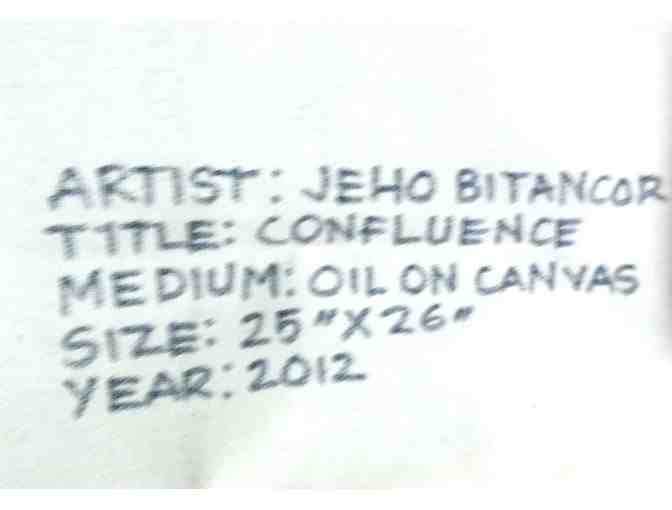 ARTIST: JEHO BITANCOR
TITLE: CONFLUENCE
MEDIUM: OIL ON CANVAS
SIZE: 25"X26"
YEAR: 2012